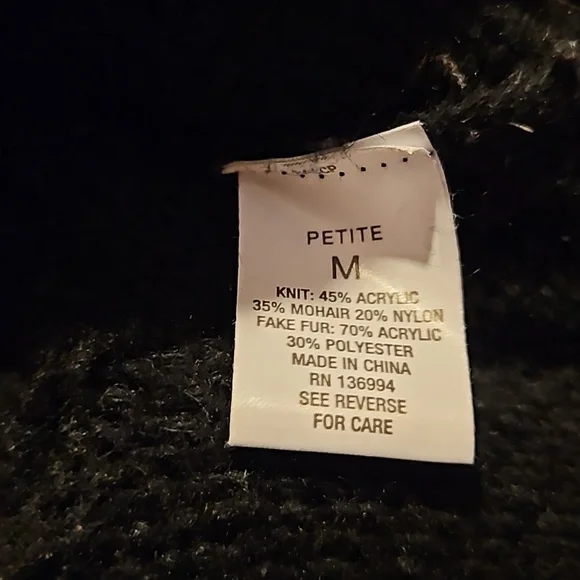 CP
PETITE
M
KNIT: 45% ACRYLIC
35% MOHAIR 20% NYLON
FAKE FUR: 70% ACRYLIC
30% POLYESTER
MADE IN CHINA
RN 136994
SEE REVERSE
FOR CARE